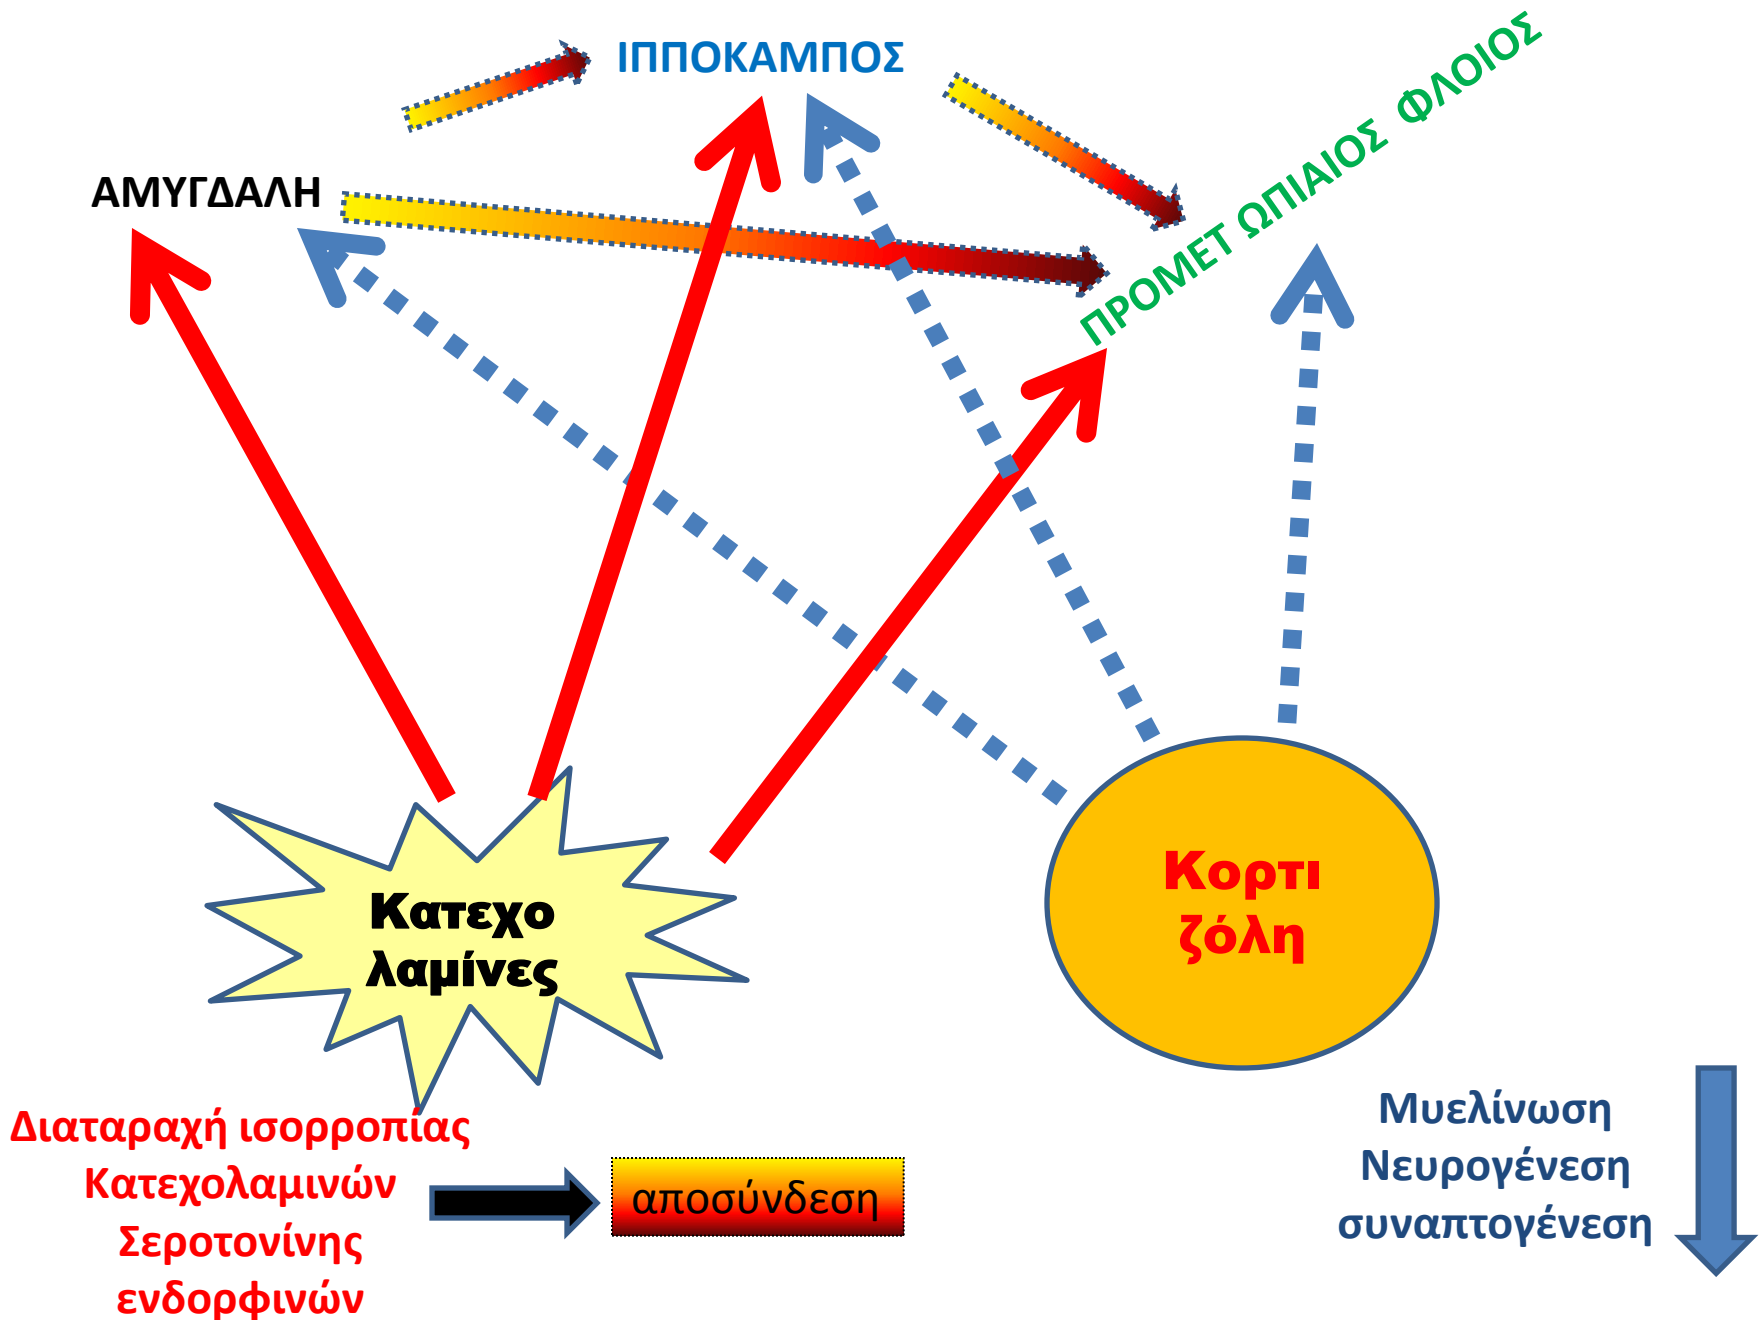 ΙΠΠΟΚΑΜΠΟΣ
ΠΡΟΜΕΤ ΩΠΙΑΙΟΣ ΦΛΟΙΟΣ
ΑΜΥΓΔΑΛΗ
Κατεχο
λαμίνες
Κορτι
ζόλη
Διαταραχή ισορροπίας
Κατεχολαμινών
Σεροτονίνης
ενδορφινών
αποσύνδεση
Μυελίνωση
Νευρογένεση
συναπτογένεση